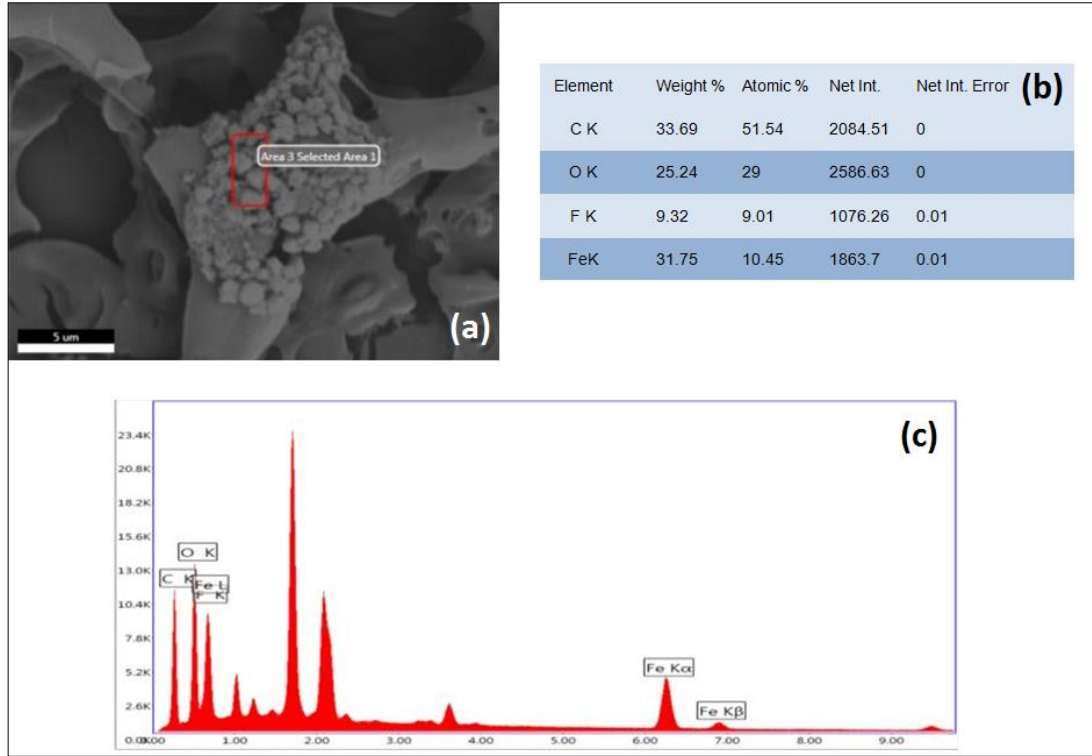 Area 3 Selected Area 1
5 um
(a)
(b)
Element Weight % Atomic % Net Int. Net Int. Error
C K 33.69 51.54 2084.51 0
O K 25.24 29 2586.63 0
F K 9.32 9.01 1076.26 0.01
FeK 31.75 10.45 1863.7 0.01
(c)
23.4K
20.8K
18.2K
15.6K
13.0K
10.4K
7.8K
5.2K
2.6K
0.0K
O K
C K
Fe L
F K
Fe Kα
Fe Kβ
0.00 1.00 2.00 3.00 4.00 5.00 6.00 7.00 8.00 9.00